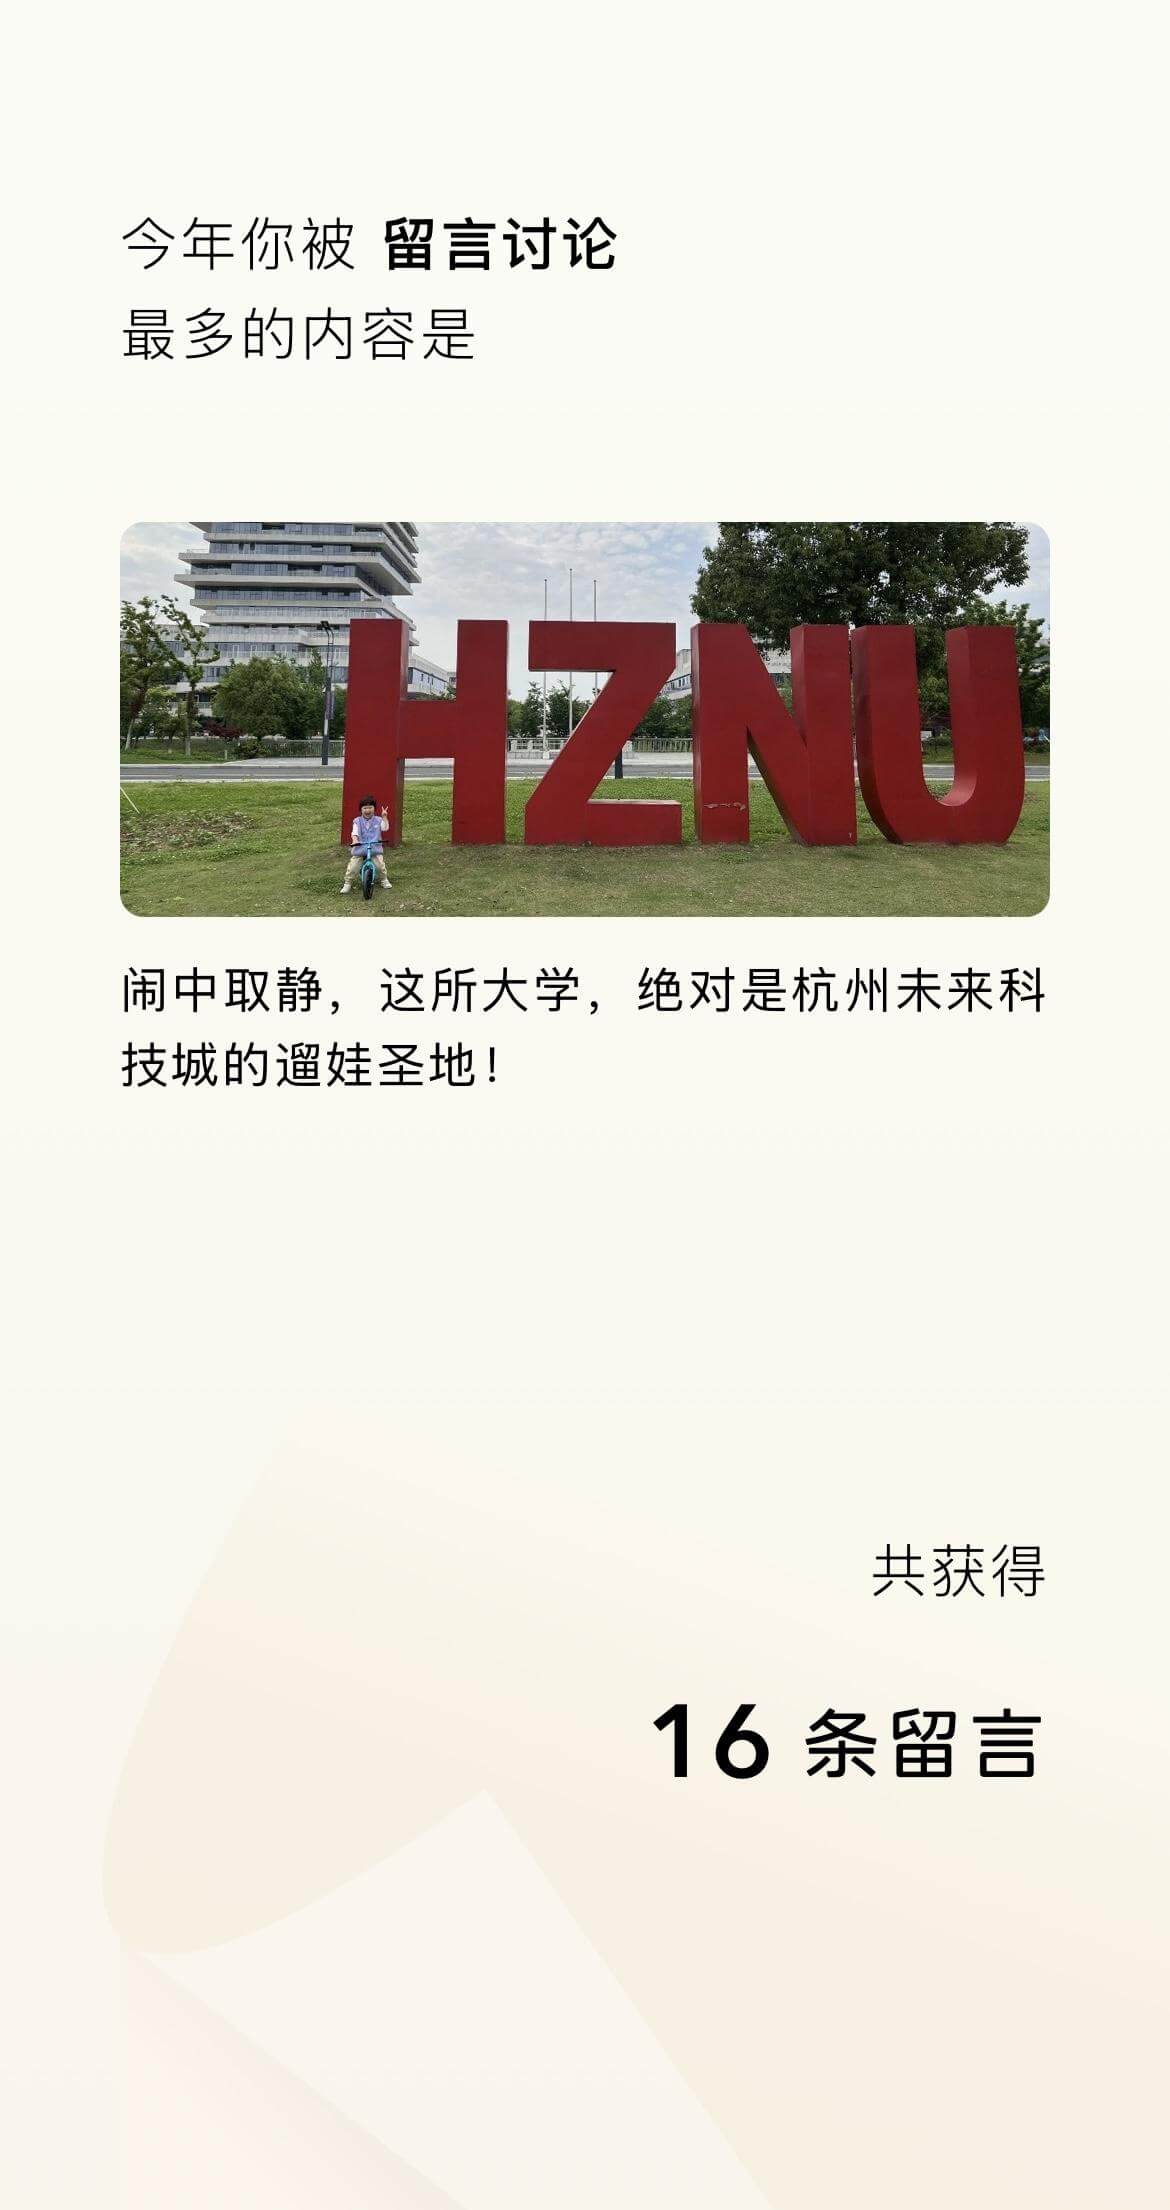 今年你被 留言讨论
最多的内容是
HZNU
闹中取静，这所大学，绝对是杭州未来科
技城的遛娃圣地！
共获得
16 条留言